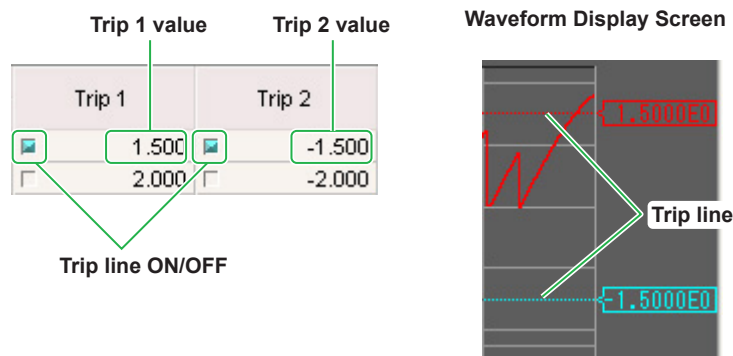 Trip 1 value Trip 2 value
Trip 1 Trip 2
1.500 -1.500
2.000 -2.000
Trip line ON/OFF
Waveform Display Screen
1.5000E0
Trip line
-1.5000E0